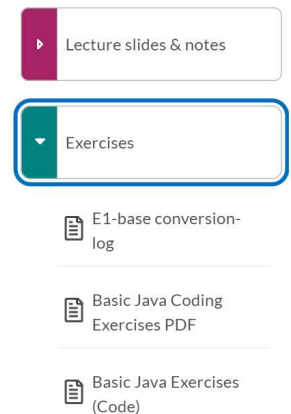 Lecture slides & notes
Exercises
E1-base conversion-
log
Basic Java Coding
Exercises PDF
Basic Java Exercises
(Code)